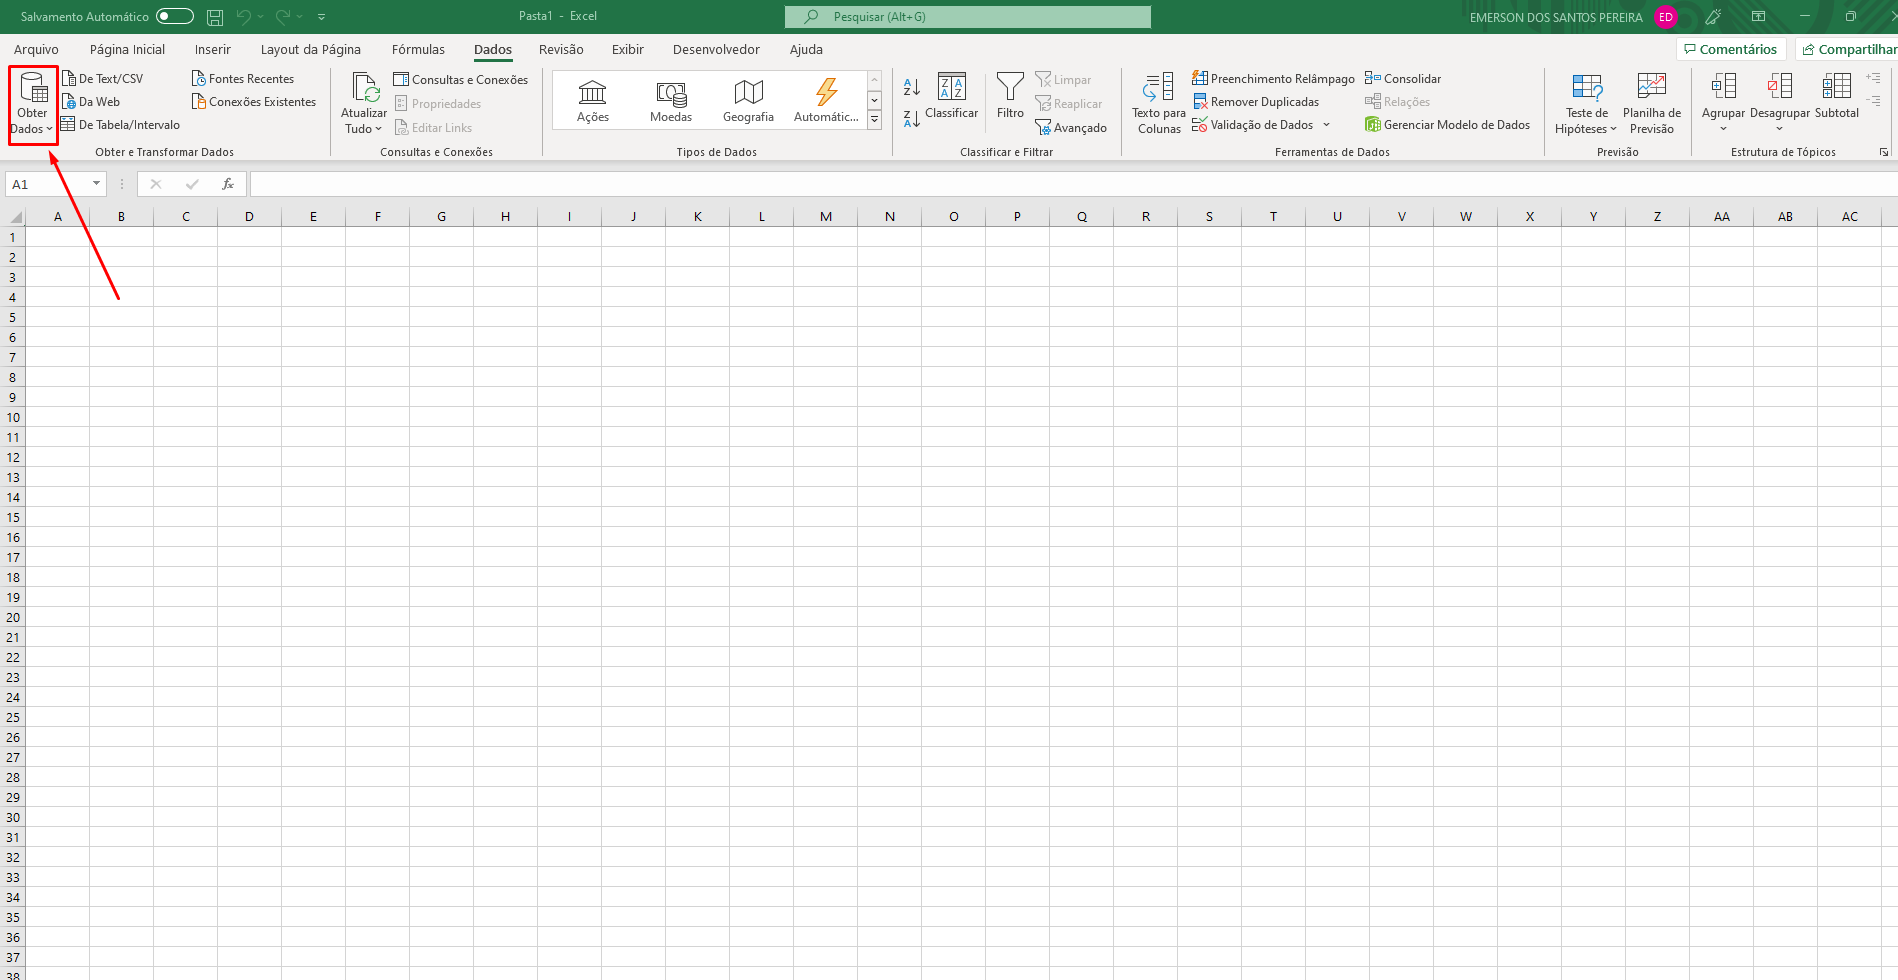 Salvamento Automático
Pasta1 - Excel
Pesquisar (Alt+G)
EMERSON DOS SANTOS PEREIRA
ED
Arquivo
Página Inicial
Inserir
Layout da Página
Fórmulas
Dados
Revisão
Exibir
Desenvolvedor
Ajuda
Comentários
Compartilhar
Obter
Dados
De Text/CSV
Da Web
De Tabela/Intervalo
Fontes Recentes
Conexões Existentes
Obter e Transformar Dados
Atualizar
Tudo
Consultas e Conexões
Propriedades
Editar Links
Consultas e Conexões
Ações
Moedas
Geografia
Automátic...
Tipos de Dados
Classificar
Filtro
Limpar
Reaplicar
Avançado
Classificar e Filtrar
Texto para
Colunas
Preenchimento Relâmpago
Remover Duplicadas
Validação de Dados
Consolidar
Relações
Gerenciar Modelo de Dados
Ferramentas de Dados
Teste de
Hipóteses
Planilha de
Previsão
Previsão
Agrupar
Desagrupar
Subtotal
Estrutura de Tópicos
A1
fx
A B C D E F G H I J K L M N O P Q R S T U V W X Y Z AA AB AC
1
2
3
4
5
6
7
8
9
10
11
12
13
14
15
16
17
18
19
20
21
22
23
24
25
26
27
28
29
30
31
32
33
34
35
36
37
38